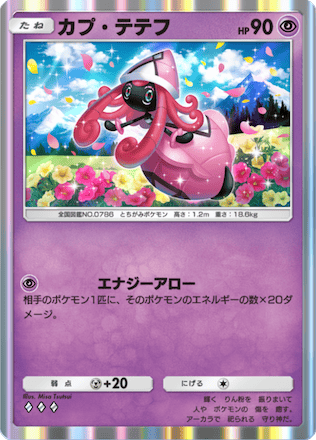 たね カプ・テテフ HP 90
全国図鑑NO.0786 とちがみポケモン 高さ：1.2m 重さ：18.6kg
エナジーアロー
相手のポケモン1匹に、そのポケモンのエネルギーの数×20ダ
メージ。
弱点 +20 にげる
Illus. Misa Tsutsui
輝く りん粉を 振りまいて
人や ポケモンの 傷を 癒す。
アーカラで 祀られる 守り神だ。